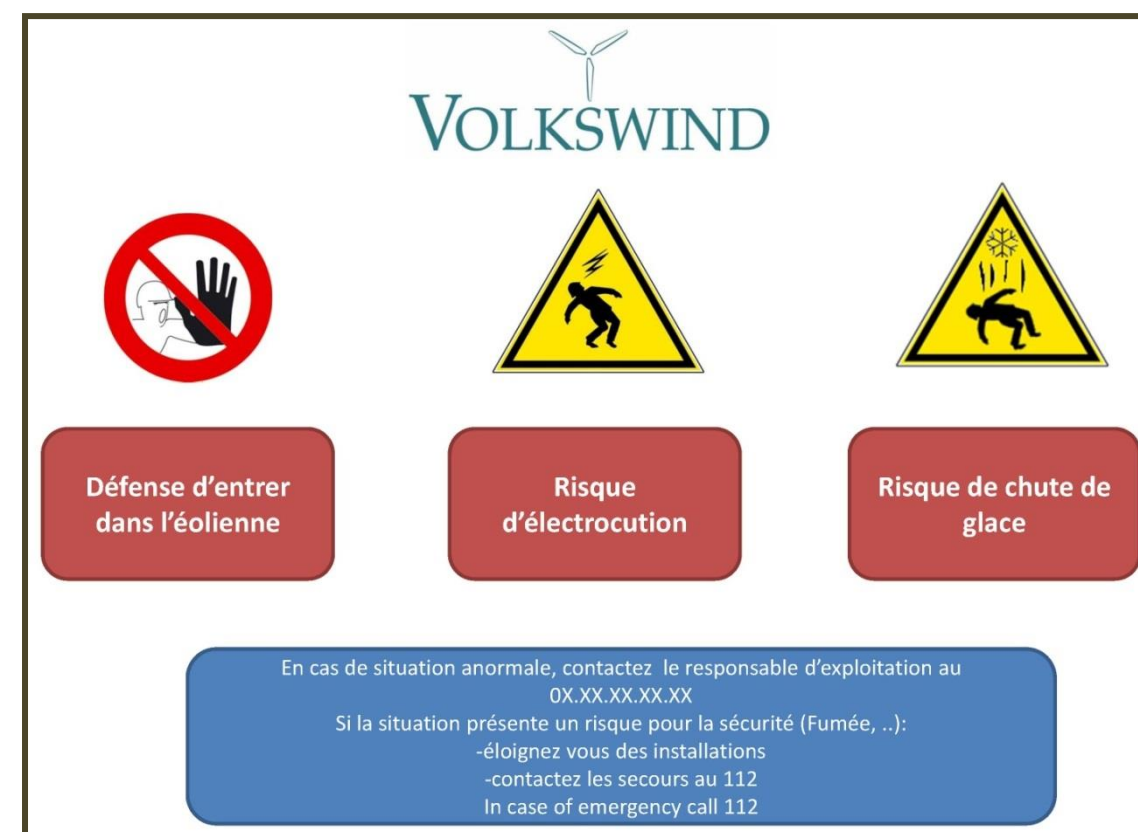 VOLKSWIND
Défense d'entrer
dans l'éolienne
Risque
d'électrocution
Risque de chute de
glace
En cas de situation anormale, contactez le responsable d'exploitation au
0X.XX.XX.XX.XX
Si la situation présente un risque pour la sécurité (Fumée, ..):
-éloignez vous des installations
-contactez les secours au 112
In case of emergency call 112